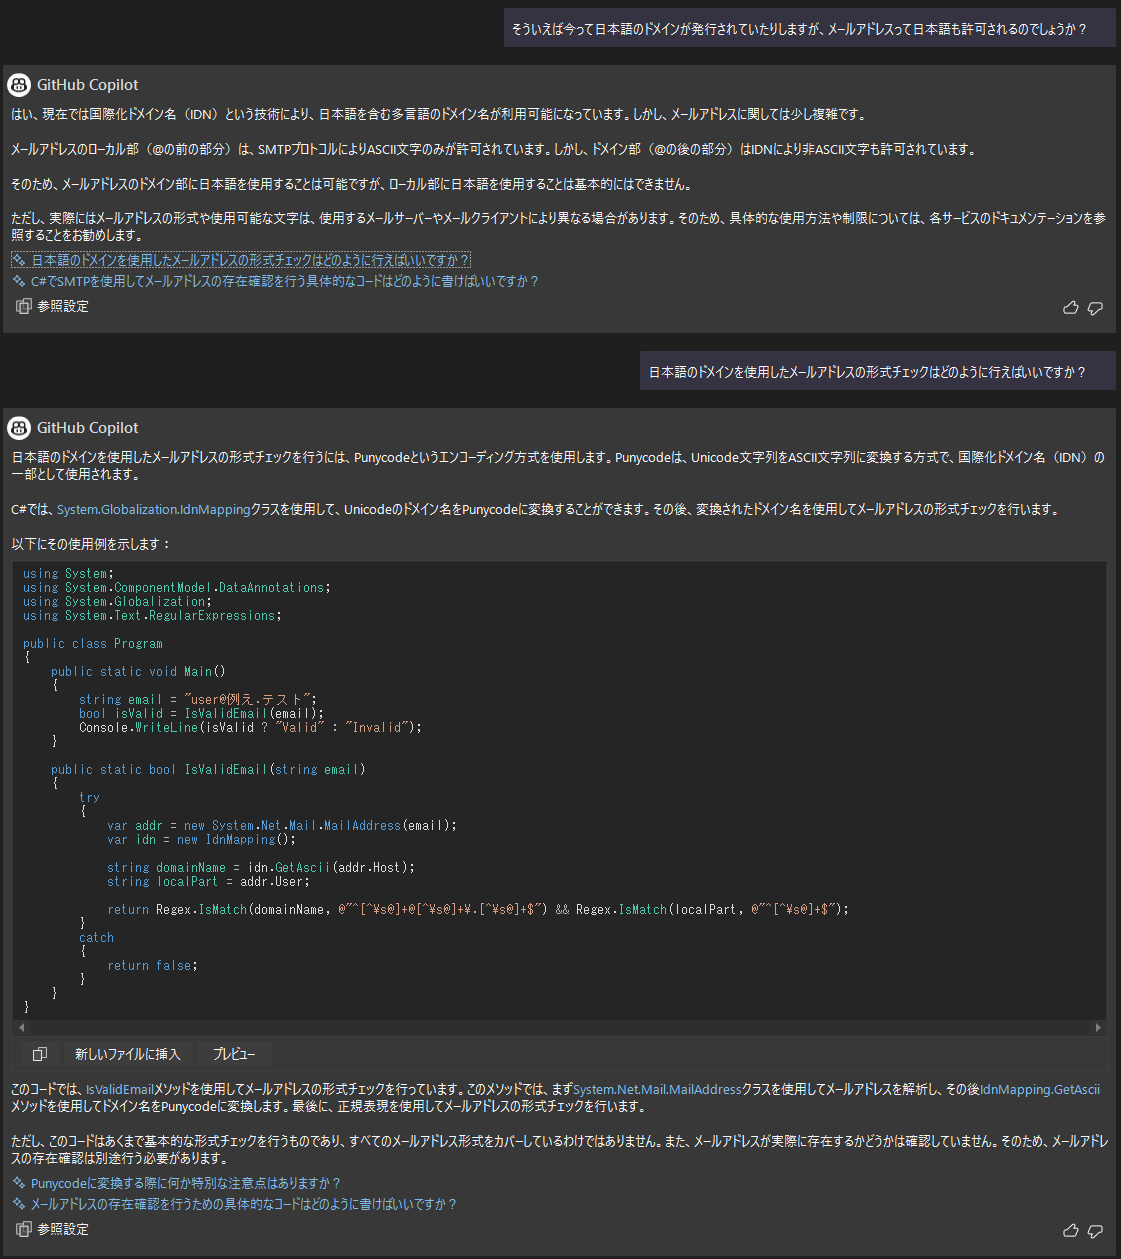 そういえば今って日本語のドメインが発行されていたりしますが、メールアドレスって日本語も許可されるのでしょうか？
GitHub Copilot
はい、現在では国際化ドメイン名（IDN）という技術により、日本語を含む多言語のドメイン名が利用可能になっています。しかし、メールアドレスに関しては少し複雑です。
メールアドレスのローカル部（@の前の部分）は、SMTPプロトコルによりASCII文字のみが許可されています。しかし、ドメイン部（@の後の部分）はIDNにより非ASCII文字も許可されています。
そのため、メールアドレスのドメイン部に日本語を使用することは可能ですが、ローカル部に日本語を使用することは基本的にはできません。
ただし、実際にはメールアドレスの形式や使用可能な文字は、使用するメールサーバーやメールクライアントにより異なる場合があります。そのため、具体的な使用方法や制限については、各サービスのドキュメンテーションを参
照することをお勧めします。
日本語のドメインを使用したメールアドレスの形式チェックはどのように行えばいいですか？
C#でSMTPを使用してメールアドレスの存在確認を行う具体的なコードはどのように書けばいいですか？
参照設定
日本語のドメインを使用したメールアドレスの形式チェックはどのように行えばいいですか？
GitHub Copilot
日本語のドメインを使用したメールアドレスの形式チェックを行うには、Punycodeというエンコーディング方式を使用します。Punycodeは、Unicode文字列をASCII文字列に変換する方式で、国際化ドメイン名（IDN）の
一部として使用されます。
C#では、System.Globalization.IdnMappingクラスを使用して、Unicodeのドメイン名をPunycodeに変換することができます。その後、変換されたドメイン名を使用してメールアドレスの形式チェックを行います。
以下にその使用例を示します：
using System;
using System.ComponentModel.DataAnnotations;
using System.Globalization;
using System.Text.RegularExpressions;
public class Program
{
public static void Main()
{
string email = "user@例え.テスト";
bool isValid = IsValidEmail(email);
Console.WriteLine(isValid ? "Valid" : "Invalid");
}
public static bool IsValidEmail(string email)
{
try
{
var addr = new System.Net.Mail.MailAddress(email);
var idn = new IdnMapping();
string domainName = idn.GetAscii(addr.Host);
string localPart = addr.User;
return Regex.IsMatch(domainName, @"^[^¥s@]+@[^¥s@]+¥.[^¥s@]+$") && Regex.IsMatch(localPart, @"^[^¥s@]+$");
}
catch
{
return false;
}
}
}
新しいファイルに挿入 プレビュー
このコードでは、IsValidEmailメソッドを使用してメールアドレスの形式チェックを行っています。このメソッドでは、まずSystem.Net.Mail.MailAddressクラスを使用してメールアドレスを解析し、その後IdnMapping.GetAscii
メソッドを使用してドメイン名をPunycodeに変換します。最後に、正規表現を使用してメールアドレスの形式チェックを行います。
ただし、このコードはあくまで基本的な形式チェックを行うものであり、すべてのメールアドレス形式をカバーしているわけではありません。また、メールアドレスが実際に存在するかどうかは確認していません。そのため、メールアドレ
スの存在確認は別途行う必要があります。
Punycodeに変換する際に何か特別な注意点はありますか？
メールアドレスの存在確認を行うための具体的なコードはどのように書けばいいですか？
参照設定